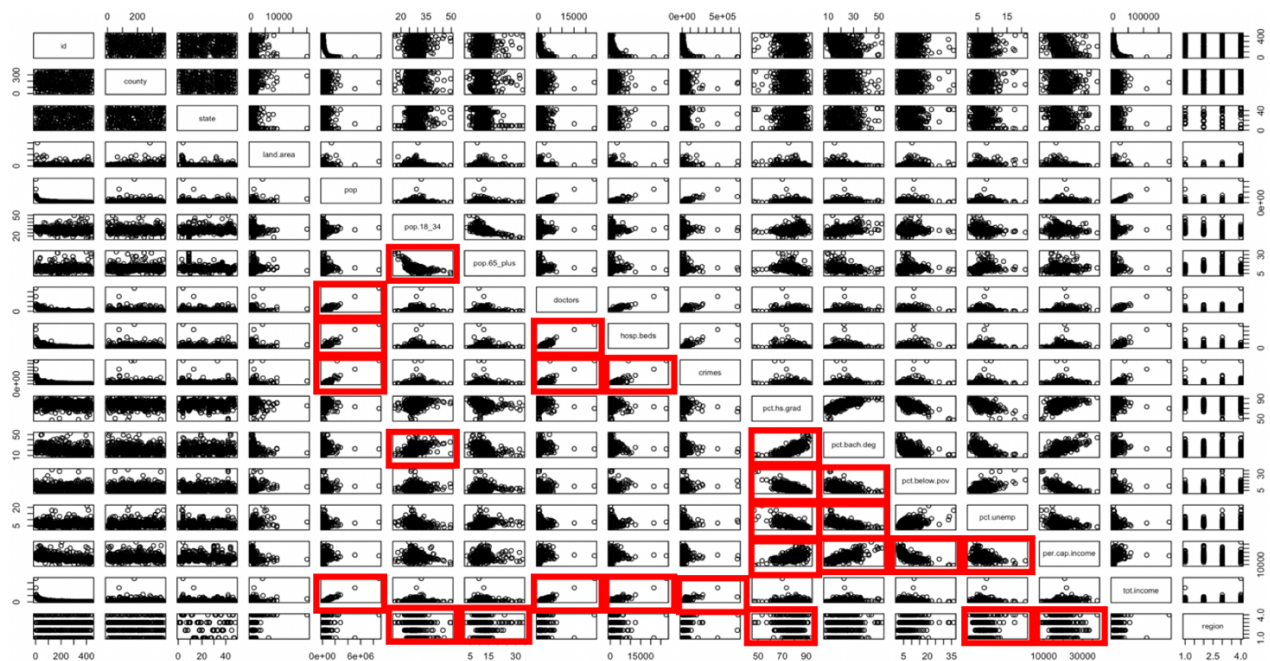 0 200 0 10000 20 35 50 0 15000 0e+00 5e+05 10 30 50 5 15 0 100000
id 0 400
county 0 300
state 0 40
land.area 0
pop 0e+00
pop.18_34 20 50
pop.65_plus 5 30
doctors 0
hosp.beds 0
crimes 0e+00
pct.hs.grad 50 90
pct.bach.deg 10 50
pct.below.pov 5 30
pct.unemp 5 20
per.cap.income 10000
tot.income 0
region 1.0 4.0
0 200 400 0 20 40 0e+00 6e+06 5 15 30 0 15000 50 70 90 5 20 35 10000 30000 1.0 2.5 4.0